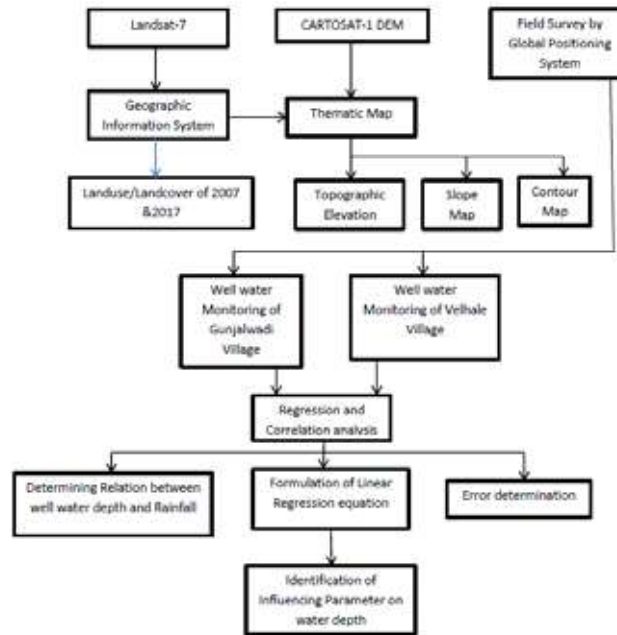 Landsat-7
CARTOSAT-1 DEM
Field Survey by
Global Positioning
System
Geographic
Information System
Thematic Map
Landuse/Landcover of 2007
&2017
Topographic
Elevation
Slope
Map
Contour
Map
Well water
Monitoring of
Gunjalwadi
Village
Well water
Monitoring of Velhale
Village
Regression and
Correlation analysis
Determining Relation between
well water depth and Rainfall
Formulation of Linear
Regression equation
Error determination
Identification of
Influencing Parameter on
water depth